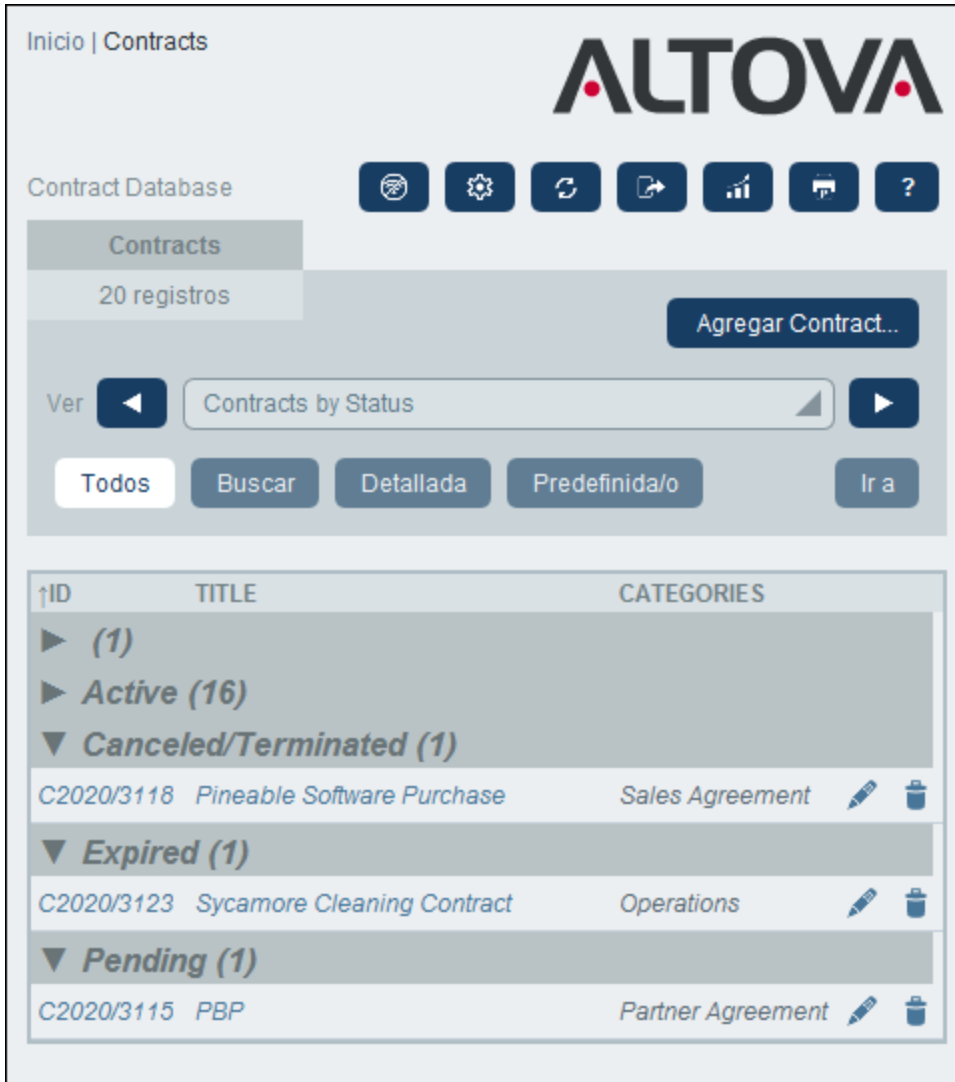 Inicio | Contracts
ALTOVA
Contract Database
?
Contracts
20 registros
Agregar Contract...
Ver
Contracts by Status
Todos Buscar Detallada Predefinida/o Ir a
↑ID TITLE CATEGORIES
(1)
Active (16)
Canceled/Terminated (1)
C2020/3118 Pineable Software Purchase Sales Agreement
Expired (1)
C2020/3123 Sycamore Cleaning Contract Operations
Pending (1)
C2020/3115 PBP Partner Agreement